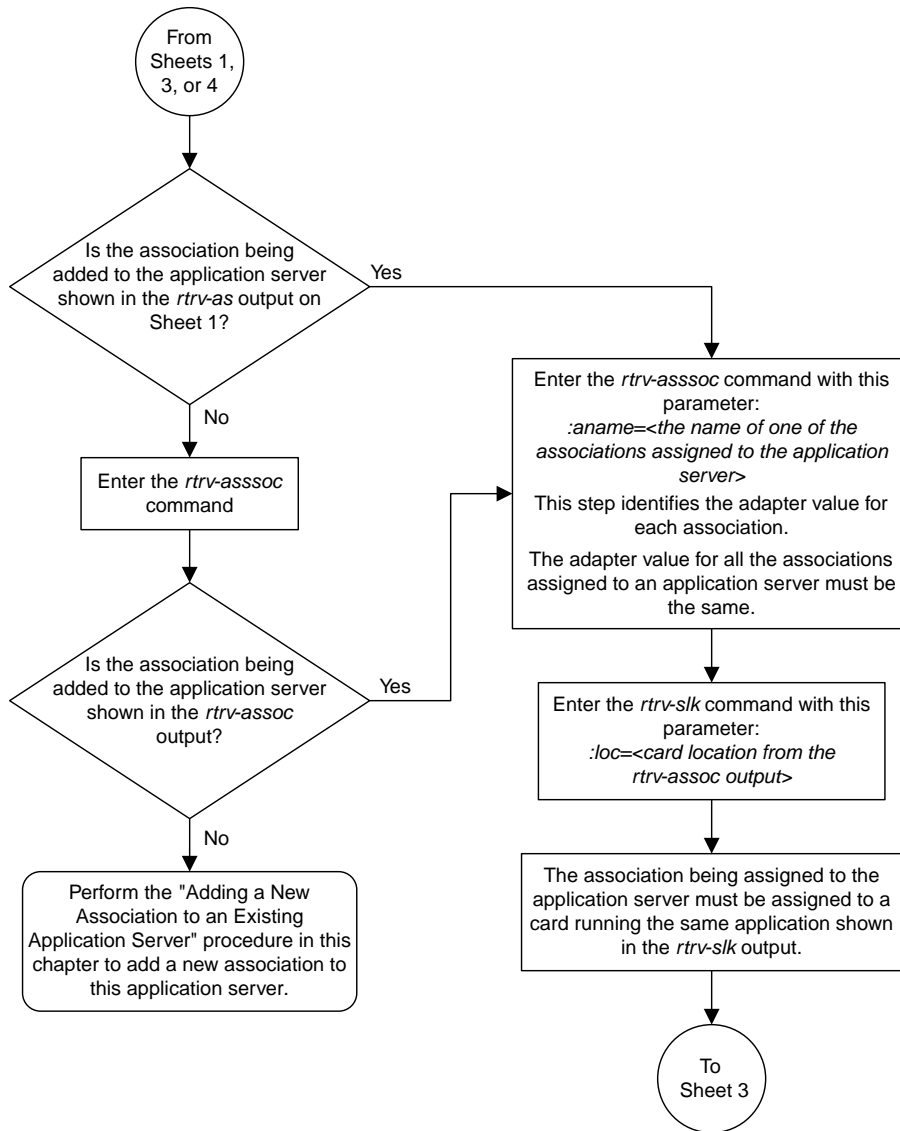 From
Sheets 1,
3, or 4
Is the association being
added to the application server
shown in the rtrv-as output on
Sheet 1?
Yes
No
Enter the rtrv-asssoc
command
Is the association being
added to the application server
shown in the rtrv-assoc
output?
Yes
No
Perform the "Adding a New
Association to an Existing
Application Server" procedure in this
chapter to add a new association to
this application server.
Enter the rtrv-asssoc command with this
parameter:
:aname=<the name of one of the
associations assigned to the application
server>
This step identifies the adapter value for
each association.
The adapter value for all the associations
assigned to an application server must be
the same.
Enter the rtrv-slk command with this
parameter:
:loc=<card location from the
rtrv-assoc output>
The association being assigned to the
application server must be assigned to a
card running the same application shown
in the rtrv-slk output.
To
Sheet 3